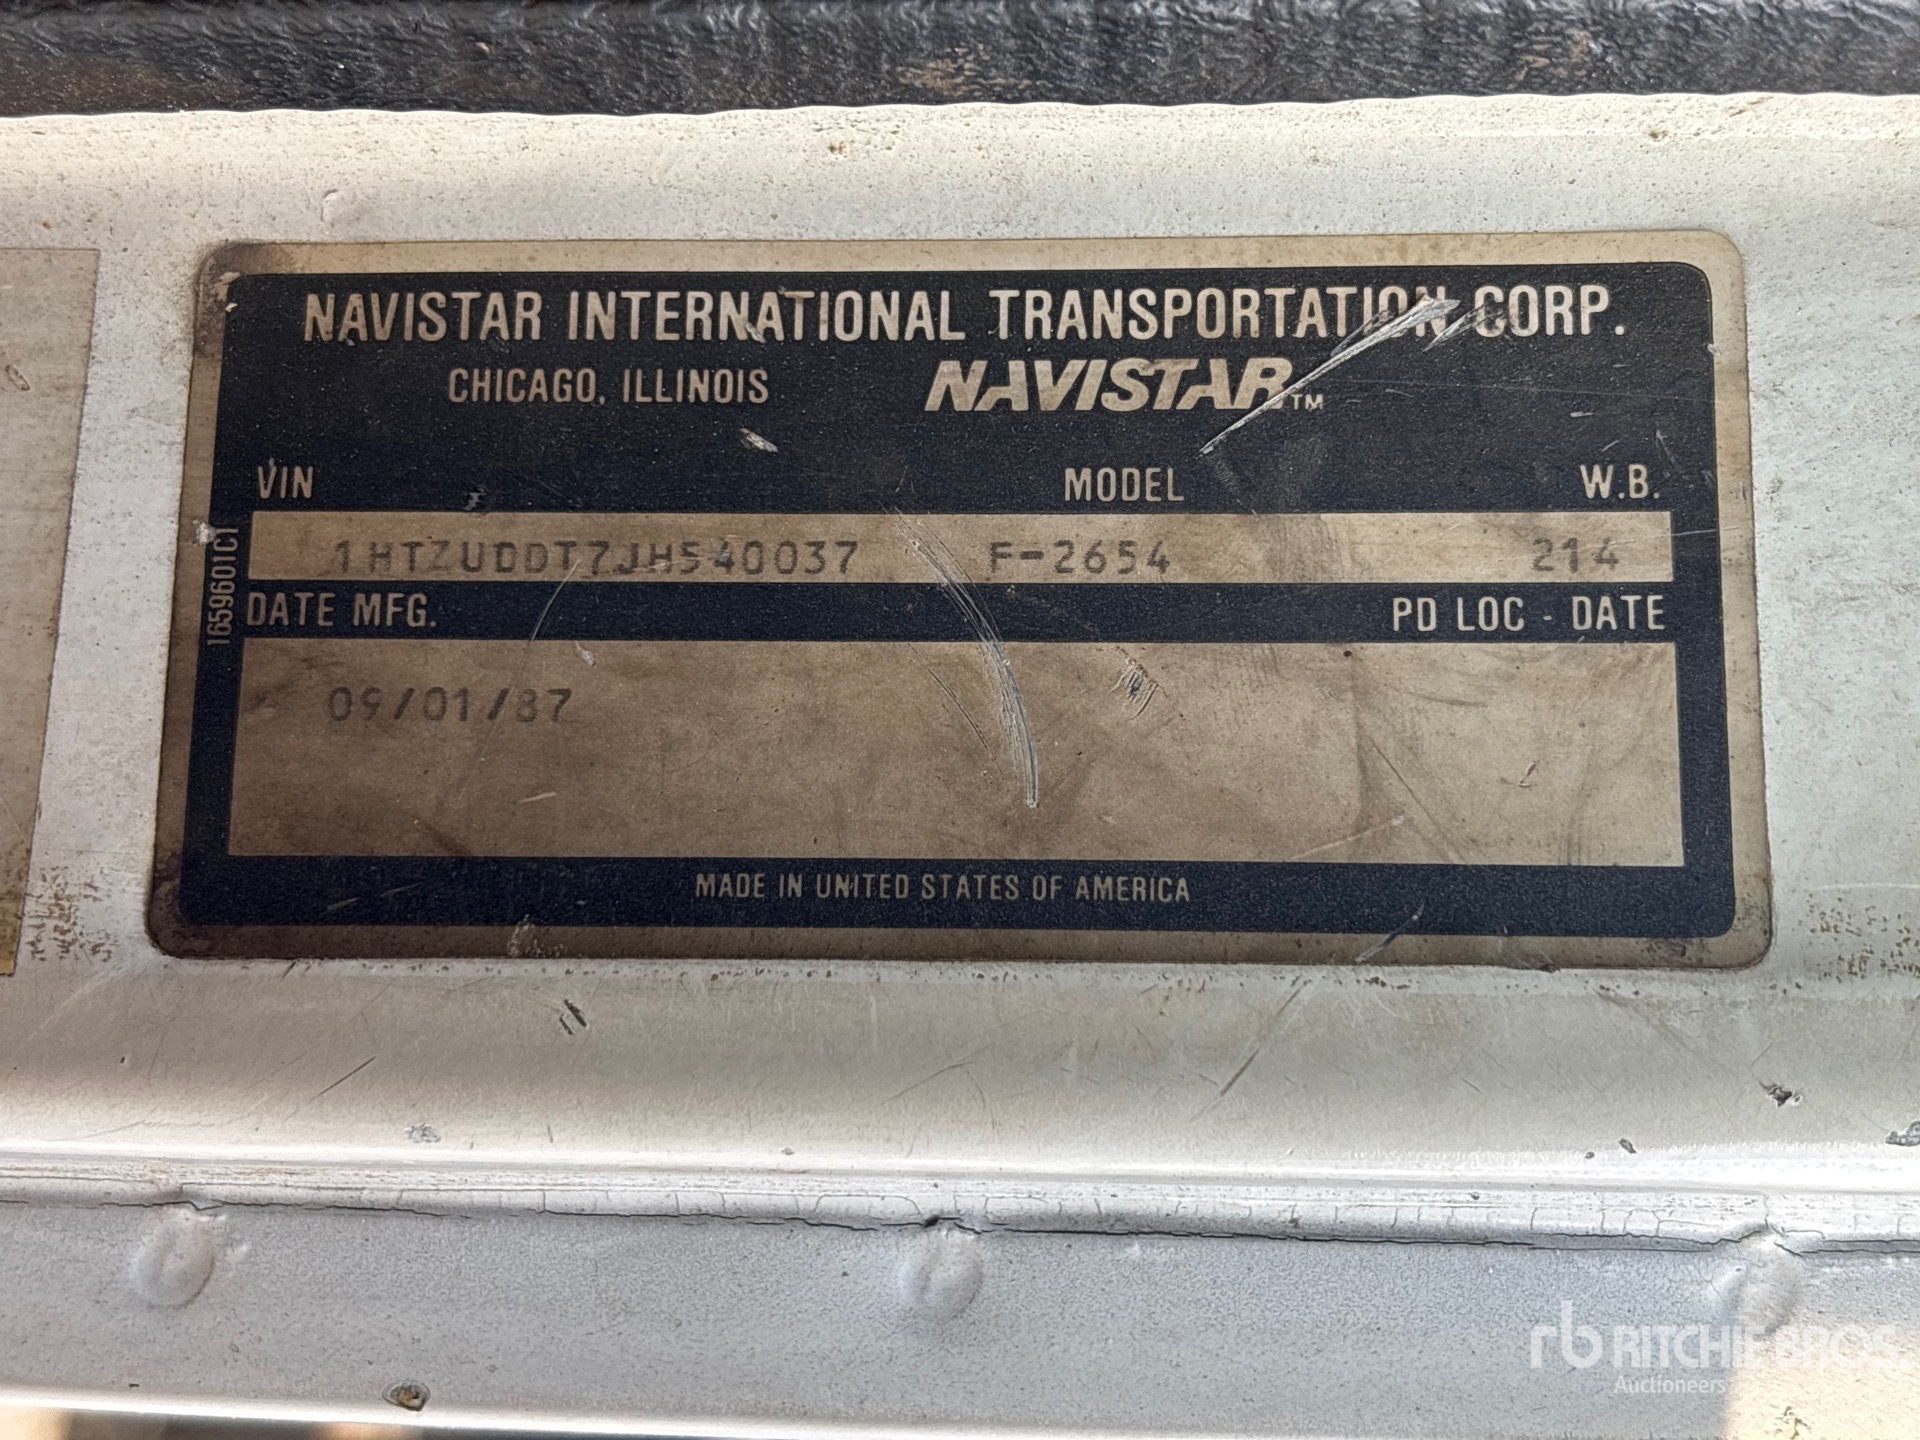 NAVISTAR INTERNATIONAL TRANSPORTATION CORP.
CHICAGO, ILLINOIS NAVISTAR™
VIN MODEL W.B.
1HTZUDDT7JH540037 F-2654 214
1659601C1
DATE MFG. PD LOC - DATE
09/01/87
MADE IN UNITED STATES OF AMERICA
rb RITCHIE BROS.
Auctioneers